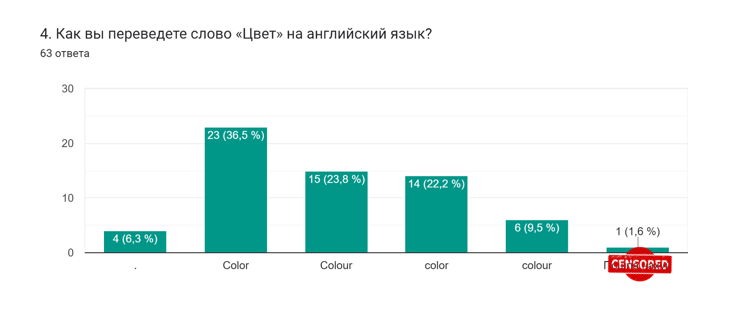 4. Как вы переведете слово «Цвет» на английский язык?
63 ответа
30
20
10
0
4 (6,3 %)
23 (36,5 %)
15 (23,8 %)
14 (22,2 %)
6 (9,5 %)
1 (1,6 %)
.
Color
Colour
color
colour
CENSORED